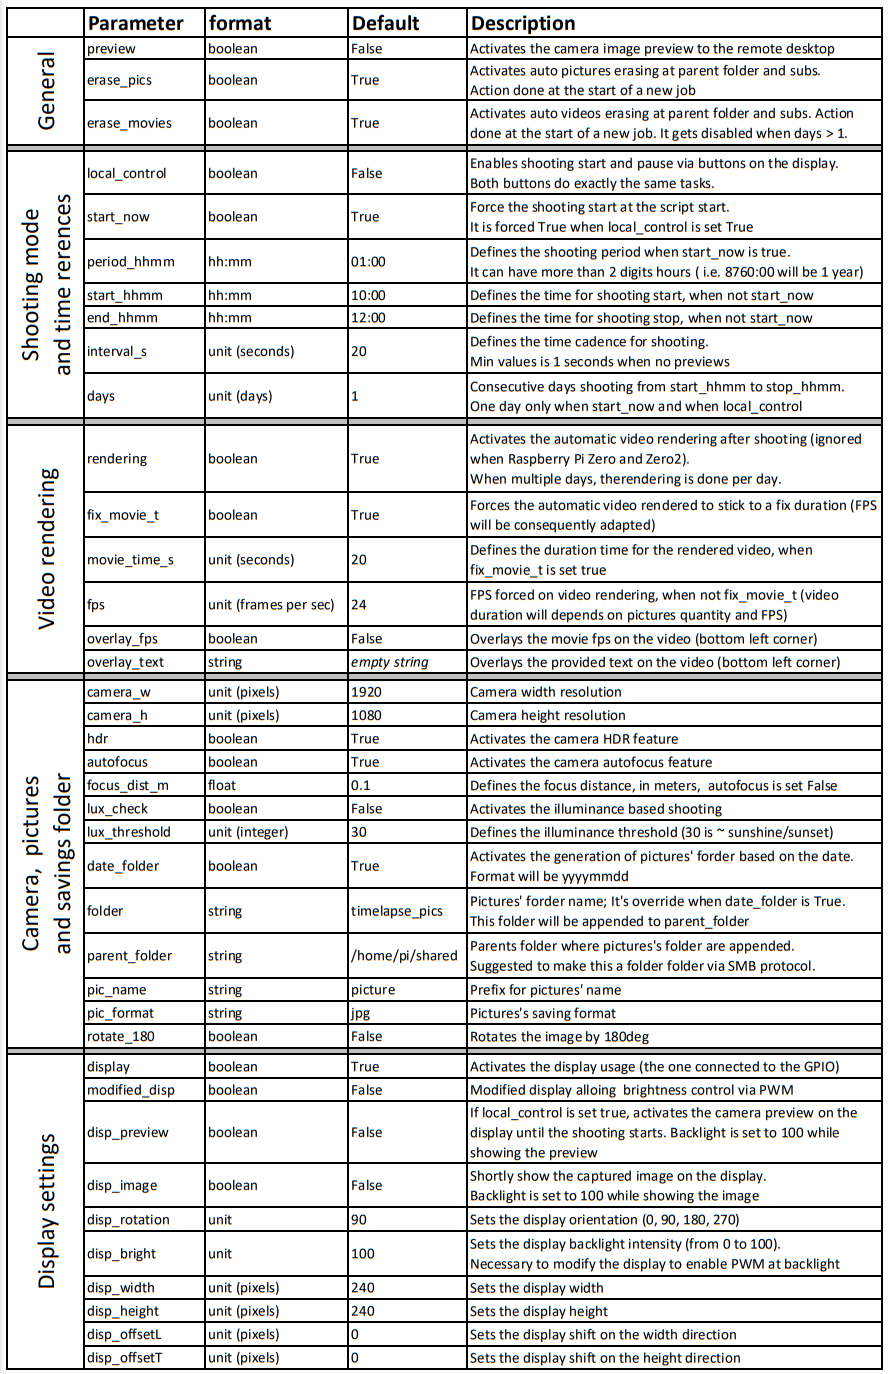 Parameter format Default Description
General
preview boolean False Activates the camera image preview to the remote desktop
erase_pics boolean True Activates auto pictures erasing at parent folder and subs.
Action done at the start of a new job
erase_movies boolean True Activates auto videos erasing at parent folder and subs. Action
done at the start of a new job. It gets disabled when days > 1.
Shooting mode
and time rerences
local_control boolean False Enables shooting start and pause via buttons on the display.
Both buttons do exactly the same tasks.
start_now boolean True Force the shooting start at the script start.
It is forced True when local_control is set True
period_hhmm hh:mm 01:00 Defines the shooting period when start_now is true.
It can have more than 2 digits hours ( i.e. 8760:00 will be 1 year)
start_hhmm hh:mm 10:00 Defines the time for shooting start, when not start_now
end_hhmm hh:mm 12:00 Defines the time for shooting stop, when not start_now
interval_s unit (seconds) 20 Defines the time cadence for shooting.
Min values is 1 seconds when no previews
days unit (days) 1 Consecutive days shooting from start_hhmm to stop_hhmm.
One day only when start_now and when local_control
Video rendering
rendering boolean True Activates the automatic video rendering after shooting (ignored
when Raspberry Pi Zero and Zero2).
When multiple days, therendering is done per day.
fix_movie_t boolean True Forces the automatic video rendered to stick to a fix duration (FPS
will be consequently adapted)
movie_time_s unit (seconds) 20 Defines the duration time for the rendered video, when
fix_movie_t is set true
fps unit (frames per sec) 24 FPS forced on video rendering, when not fix_movie_t (video
duration will depends on pictures quantity and FPS)
overlay_fps boolean False Overlays the movie fps on the video (bottom left corner)
overlay_text string empty string Overlays the provided text on the video (bottom left corner)
Camera, pictures
and savings folder
camera_w unit (pixels) 1920 Camera width resolution
camera_h unit (pixels) 1080 Camera height resolution
hdr boolean True Activates the camera HDR feature
autofocus boolean True Activates the camera autofocus feature
focus_dist_m float 0.1 Defines the focus distance, in meters, autofocus is set False
lux_check boolean False Activates the illuminance based shooting
lux_threshold unit (integer) 30 Defines the illuminance threshold (30 is ~ sunshine/sunset)
date_folder boolean True Activates the generation of pictures' forder based on the date.
Format will be yyyymmdd
folder string timelapse_pics Pictures' forder name; It's override when date_folder is True.
This folder will be appended to parent_folder
parent_folder string /home/pi/shared Parents folder where pictures's folder are appended.
Suggested to make this a folder folder via SMB protocol.
pic_name string picture Prefix for pictures' name
pic_format string jpg Pictures's saving format
rotate_180 boolean False Rotates the image by 180deg
Display settings
display boolean True Activates the display usage (the one connected to the GPIO)
modified_disp boolean False Modified display alloing brightness control via PWM
disp_preview boolean False If local_control is set true, activates the camera preview on the
display until the shooting starts. Backlight is set to 100 while
showing the preview
disp_image boolean False Shortly show the captured image on the display.
Backlight is set to 100 while showing the image
disp_rotation unit 90 Sets the display orientation (0, 90, 180, 270)
disp_bright unit 100 Sets the display backlight intensity (from 0 to 100).
Necessary to modify the display to enable PWM at backlight
disp_width unit (pixels) 240 Sets the display width
disp_height unit (pixels) 240 Sets the display height
disp_offsetL unit (pixels) 0 Sets the display shift on the width direction
disp_offsetT unit (pixels) 0 Sets the display shift on the height direction